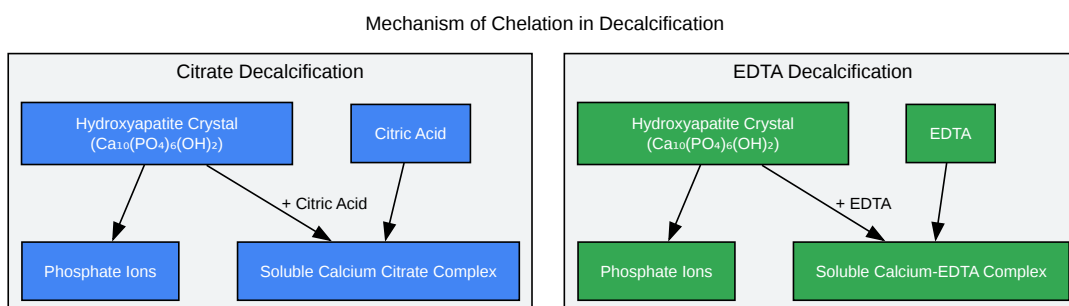 Mechanism of Chelation in Decalcification
Citrate Decalcification
Hydroxyapatite Crystal
(Ca₁₀(PO₄)₆(OH)₂)
Citric Acid
+ Citric Acid
Phosphate Ions
Soluble Calcium Citrate Complex
EDTA Decalcification
Hydroxyapatite Crystal
(Ca₁₀(PO₄)₆(OH)₂)
EDTA
+ EDTA
Phosphate Ions
Soluble Calcium-EDTA Complex